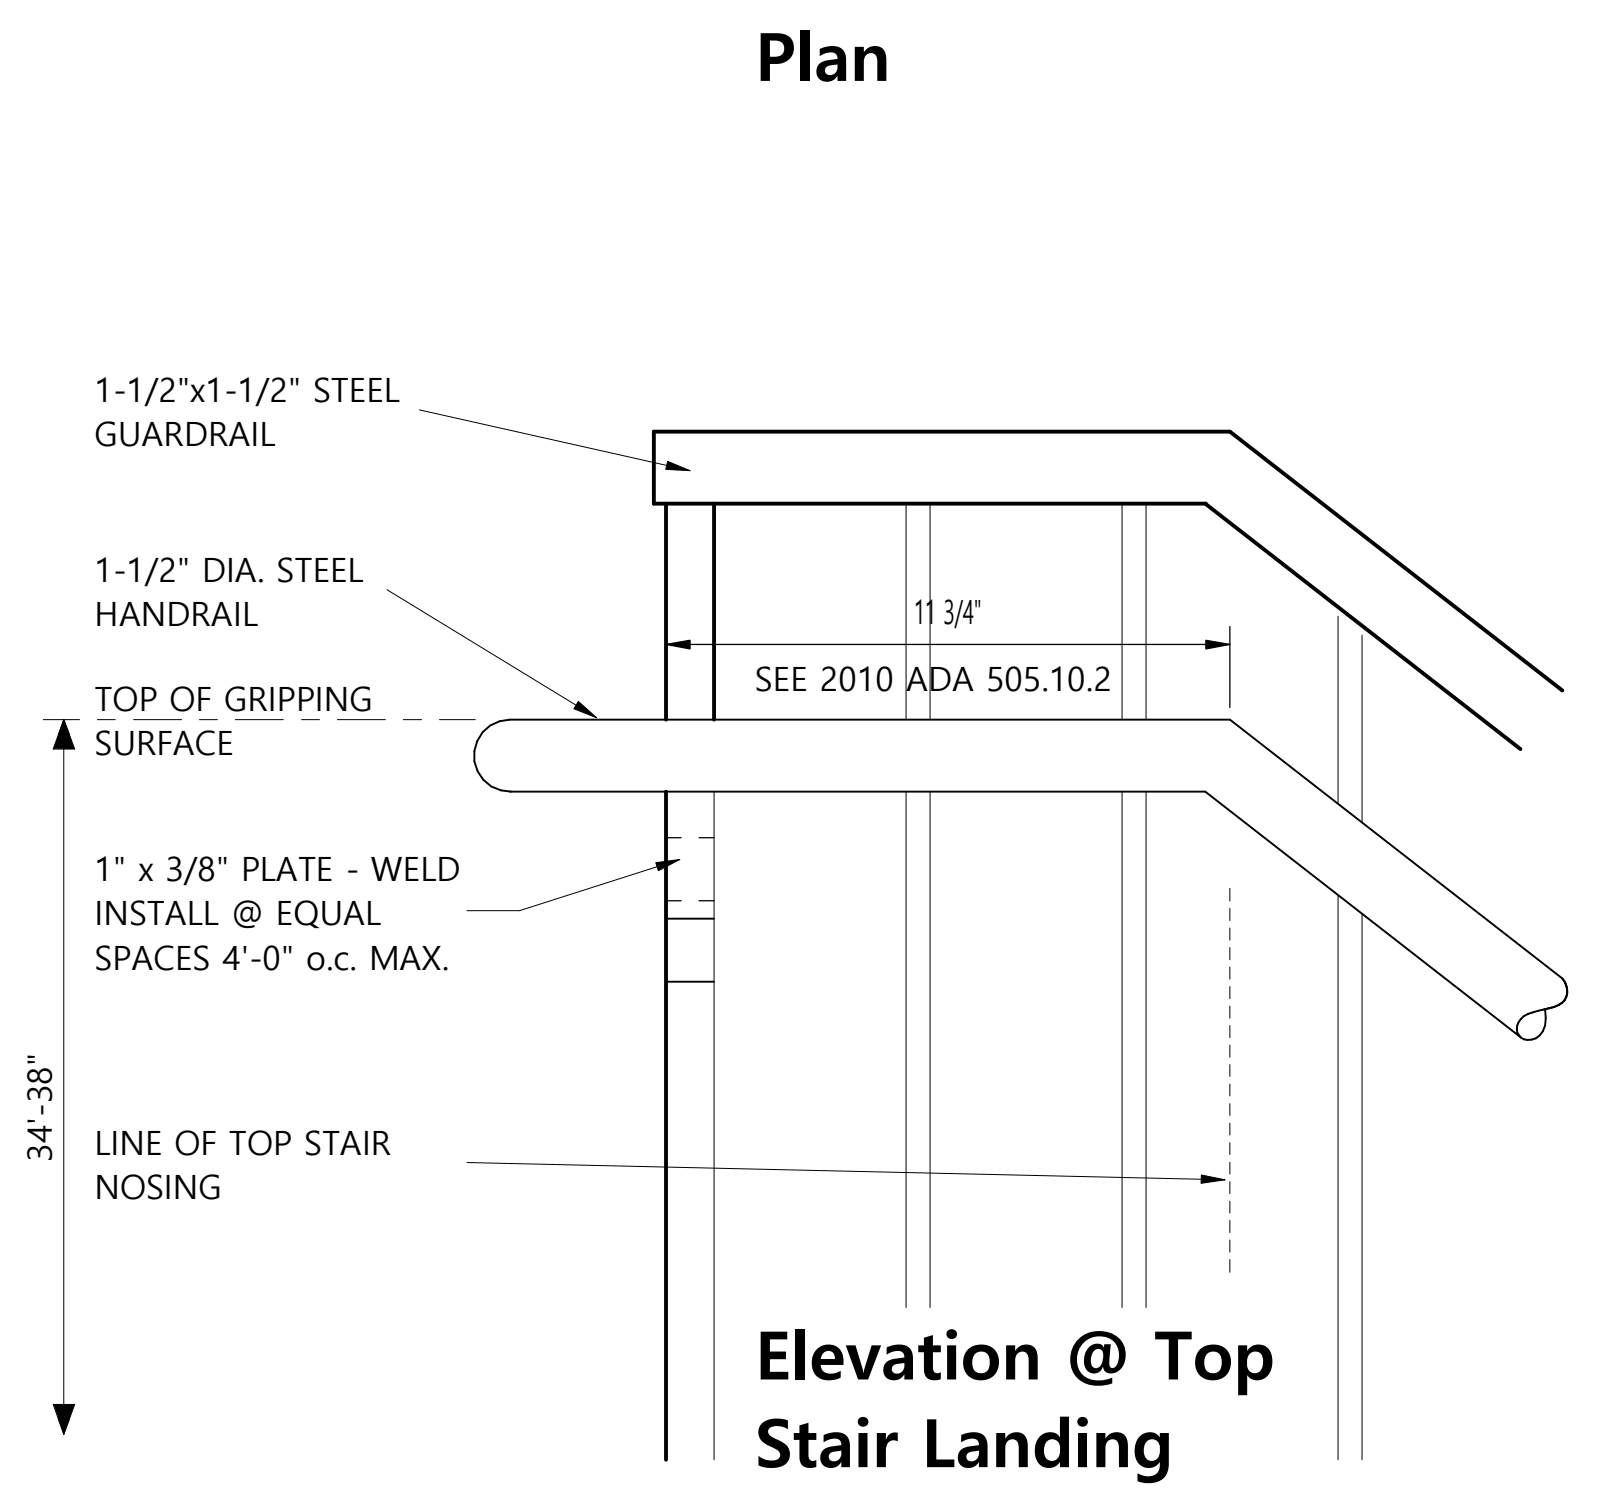 Plan
1-1/2"x1-1/2" STEEL
GUARDRAIL
1-1/2" DIA. STEEL
HANDRAIL
11 3/4"
SEE 2010 ADA 505.10.2
TOP OF GRIPPING
SURFACE
1" x 3/8" PLATE - WELD
INSTALL @ EQUAL
SPACES 4'-0" o.c. MAX.
34'-38"
LINE OF TOP STAIR
NOSING
Elevation @ Top
Stair Landing